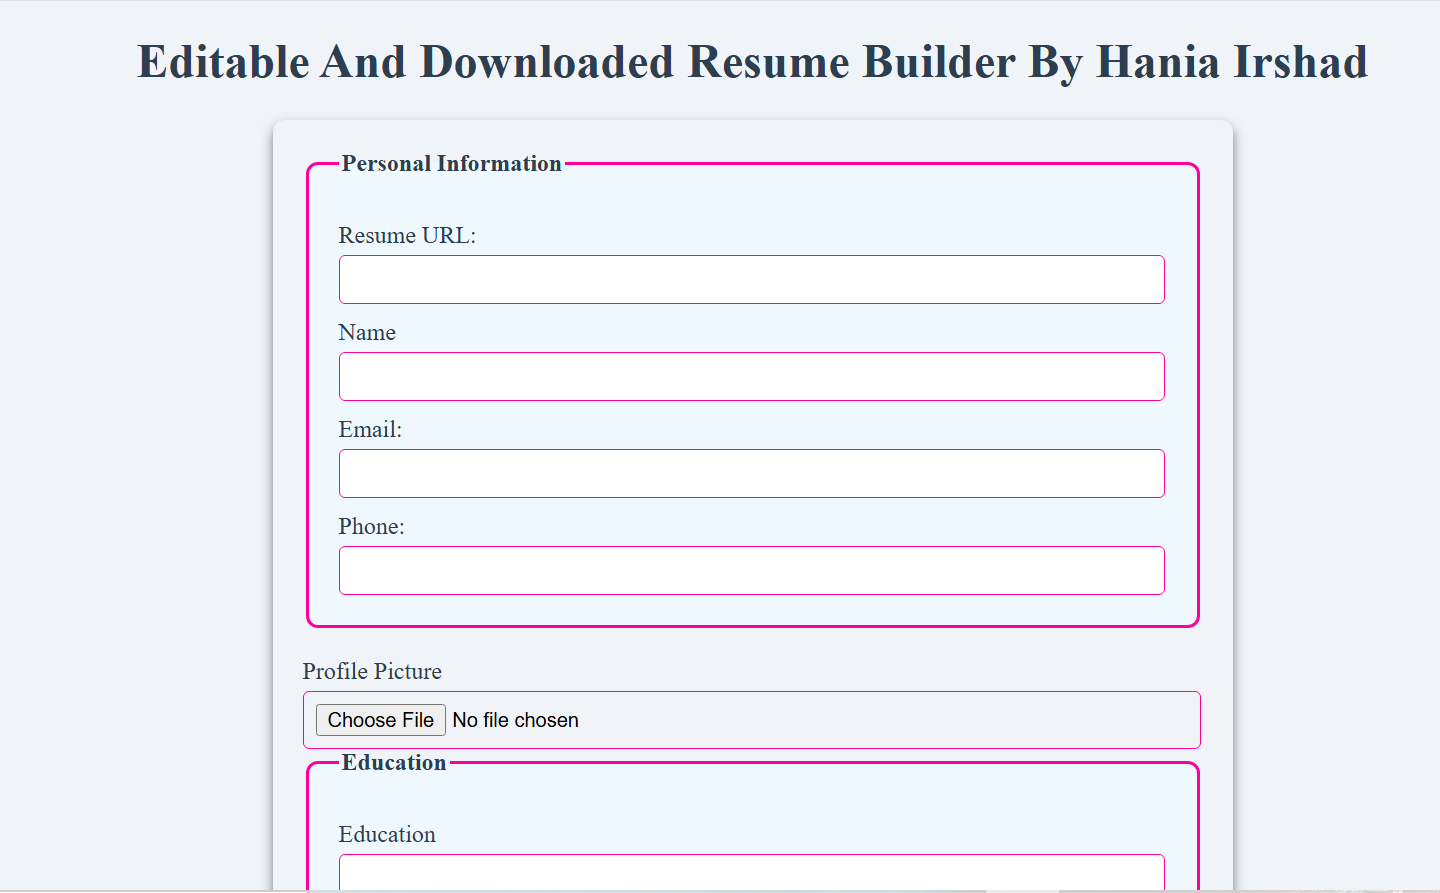 Editable And Downloaded Resume Builder By Hania Irshad
Personal Information
Resume URL:
Name
Email:
Phone:
Profile Picture
Choose File No file chosen
Education
Education